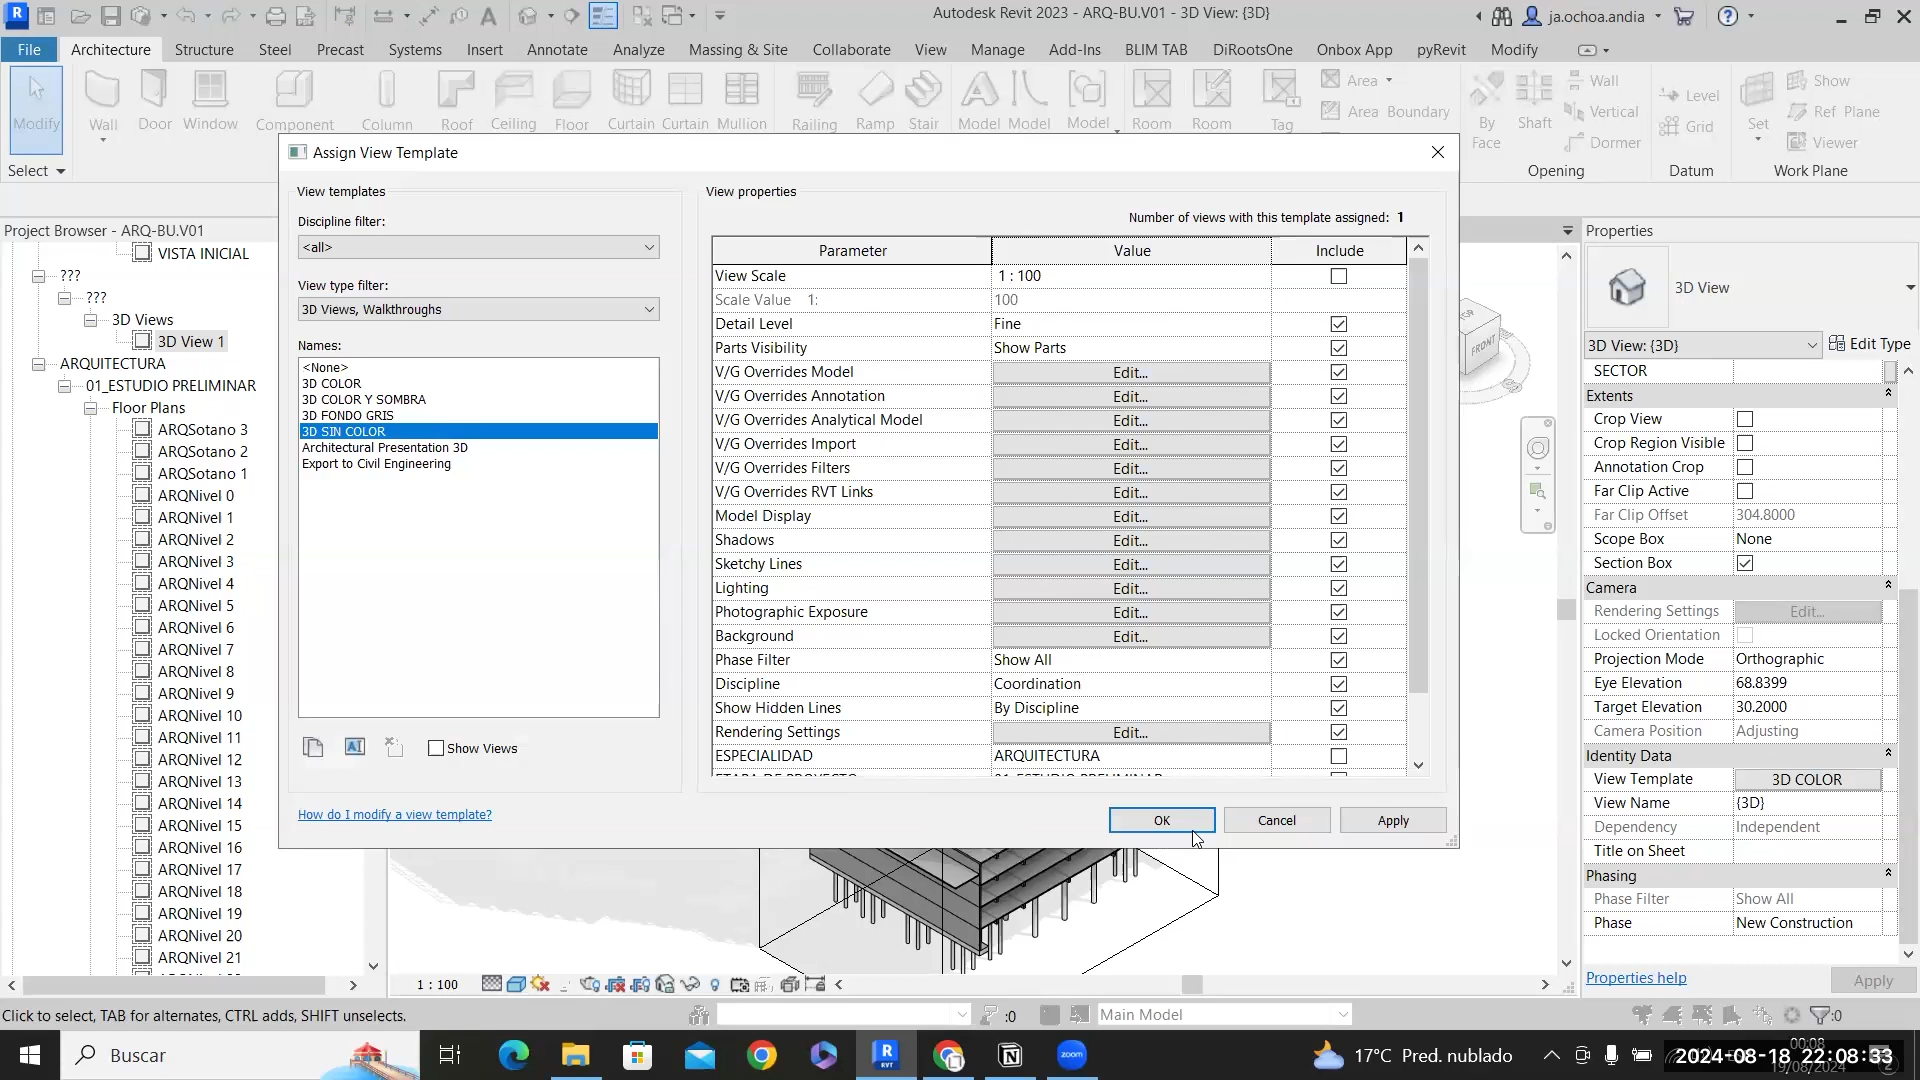 Autodesk Revit 2023 - ARQ-BU.V01 - 3D View: {3D}
ja.ochoa.andia
File Architecture Structure Steel Precast Systems Insert Annotate Analyze Massing & Site Collaborate View Manage Add-Ins BLIM TAB DiRootsOne Onbox App pyRevit Modify
Modify Wall Door Window Component Column Roof Ceiling Floor Curtain Curtain Mullion Railing Ramp Stair Model Model Model Room Room Tag
Area
Area Boundary
By
Face
Shaft
Wall
Vertical
Dormer
Level
Grid
Set
Show
Ref Plane
Viewer
Select
Opening
Datum
Work Plane
Project Browser - ARQ-BU.V01
VISTA INICIAL
???
???
3D Views
3D View 1
ARQUITECTURA
01_ESTUDIO PRELIMINAR
Floor Plans
ARQSotano 3
ARQSotano 2
ARQSotano 1
ARQNivel 0
ARQNivel 1
ARQNivel 2
ARQNivel 3
ARQNivel 4
ARQNivel 5
ARQNivel 6
ARQNivel 7
ARQNivel 8
ARQNivel 9
ARQNivel 10
ARQNivel 11
ARQNivel 12
ARQNivel 13
ARQNivel 14
ARQNivel 15
ARQNivel 16
ARQNivel 17
ARQNivel 18
ARQNivel 19
ARQNivel 20
ARQNivel 21
Assign View Template
View templates
Discipline filter:
<all>
View type filter:
3D Views, Walkthroughs
Names:
<None>
3D COLOR
3D COLOR Y SOMBRA
3D FONDO GRIS
3D SIN COLOR
Architectural Presentation 3D
Export to Civil Engineering
Show Views
How do I modify a view template?
View properties
Number of views with this template assigned: 1
Parameter Value Include
View Scale 1 : 100
Scale Value 1: 100
Detail Level Fine
Parts Visibility Show Parts
V/G Overrides Model Edit...
V/G Overrides Annotation Edit...
V/G Overrides Analytical Model Edit...
V/G Overrides Import Edit...
V/G Overrides Filters Edit...
V/G Overrides RVT Links Edit...
Model Display Edit...
Shadows Edit...
Sketchy Lines Edit...
Lighting Edit...
Photographic Exposure Edit...
Background Edit...
Phase Filter Show All
Discipline Coordination
Show Hidden Lines By Discipline
Rendering Settings Edit...
ESPECIALIDAD ARQUITECTURA
OK Cancel Apply
FRONT
Properties
3D View
3D View: {3D} Edit Type
SECTOR
Extents
Crop View
Crop Region Visible
Annotation Crop
Far Clip Active
Far Clip Offset 304.8000
Scope Box None
Section Box
Camera
Rendering Settings Edit...
Locked Orientation
Projection Mode Orthographic
Eye Elevation 68.8399
Target Elevation 30.2000
Camera Position Adjusting
Identity Data
View Template 3D COLOR
View Name {3D}
Dependency Independent
Title on Sheet
Phasing
Phase Filter Show All
Phase New Construction
Properties help Apply
1 : 100
Click to select, TAB for alternates, CTRL adds, SHIFT unselects.
:0
Main Model
:0
Buscar
R
RVT
zoom
17°C Pred. nublado
00:08
2024-08-18 22:08:33
19/08/2024